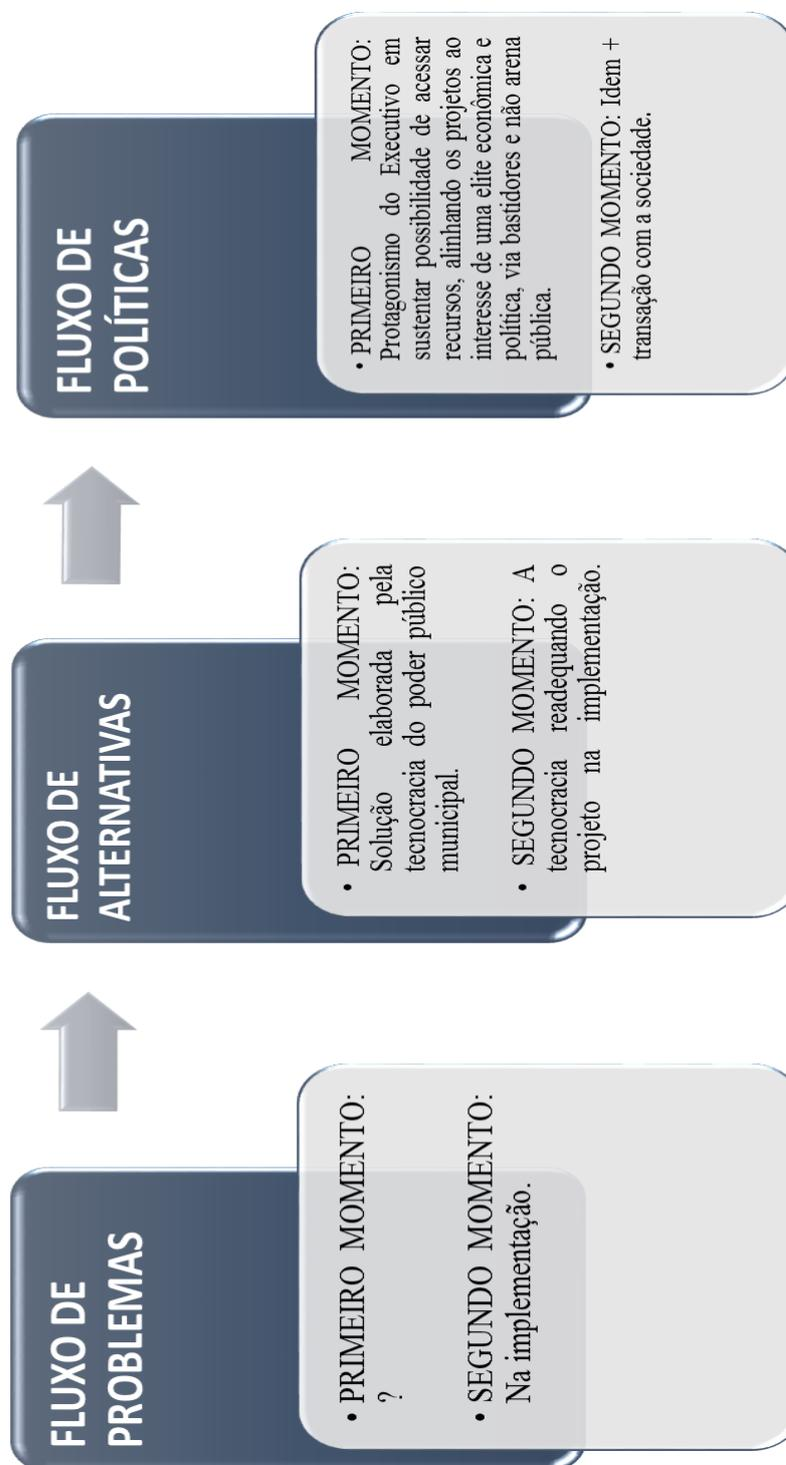 FLUXO DE
PROBLEMAS
• PRIMEIRO MOMENTO:
?
• SEGUNDO MOMENTO:
Na implementação.
FLUXO DE
ALTERNATIVAS
• PRIMEIRO MOMENTO:
Solução elaborada pela
tecnocracia do poder público
municipal.
• SEGUNDO MOMENTO: A
tecnocracia readequando o
projeto na implementação.
FLUXO DE
POLÍTICAS
• PRIMEIRO MOMENTO:
Protagonismo do Executivo em
sustentar possibilidade de acessar
recursos, alinhando os projetos ao
interesse de uma elite econômica e
política, via bastidores e não arena
pública.
• SEGUNDO MOMENTO: Idem +
transação com a sociedade.